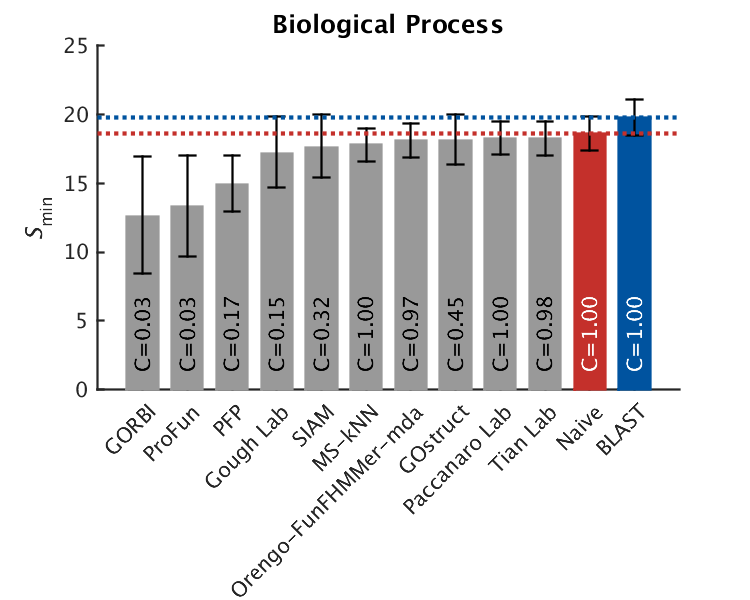 Biological Process
25
20
15
10
5
0
Smin
C=0.03
C=0.03
C=0.17
C=0.15
C=0.32
C=1.00
C=0.97
C=0.45
C=1.00
C=0.98
C=1.00
C=1.00
GORBI
ProFun
PFP
Gough Lab
SIAM
MS-kNN
Orengo-FunFHMMer-mda
GOstruct
Paccanaro Lab
Tian Lab
Naive
BLAST